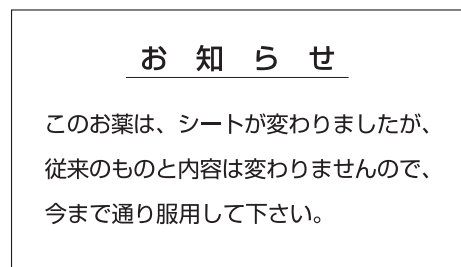 お知らせ
このお薬は、シートが変わりましたが、
従来のものと内容は変わりませんので、
今まで通り服用して下さい。